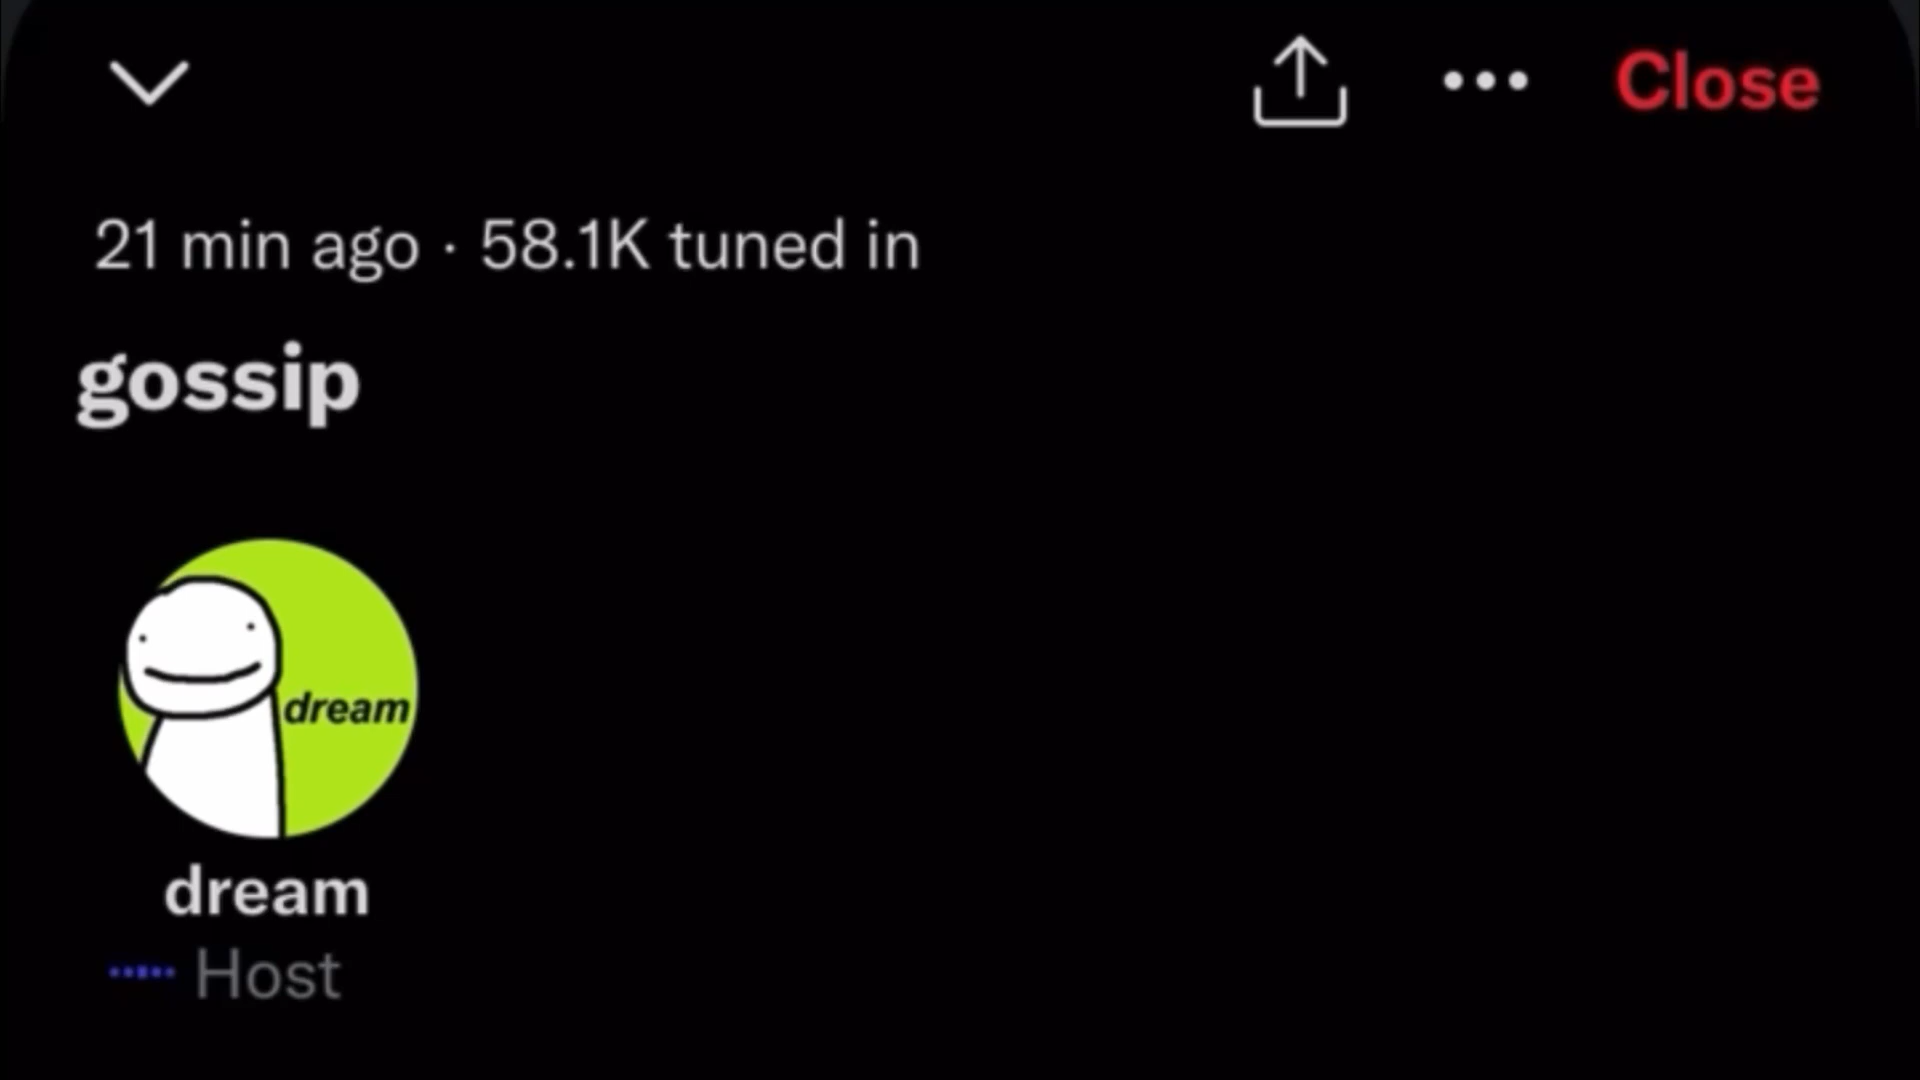 Close
21 min ago · 58.1K tuned in
gossip
dream
dream
Host